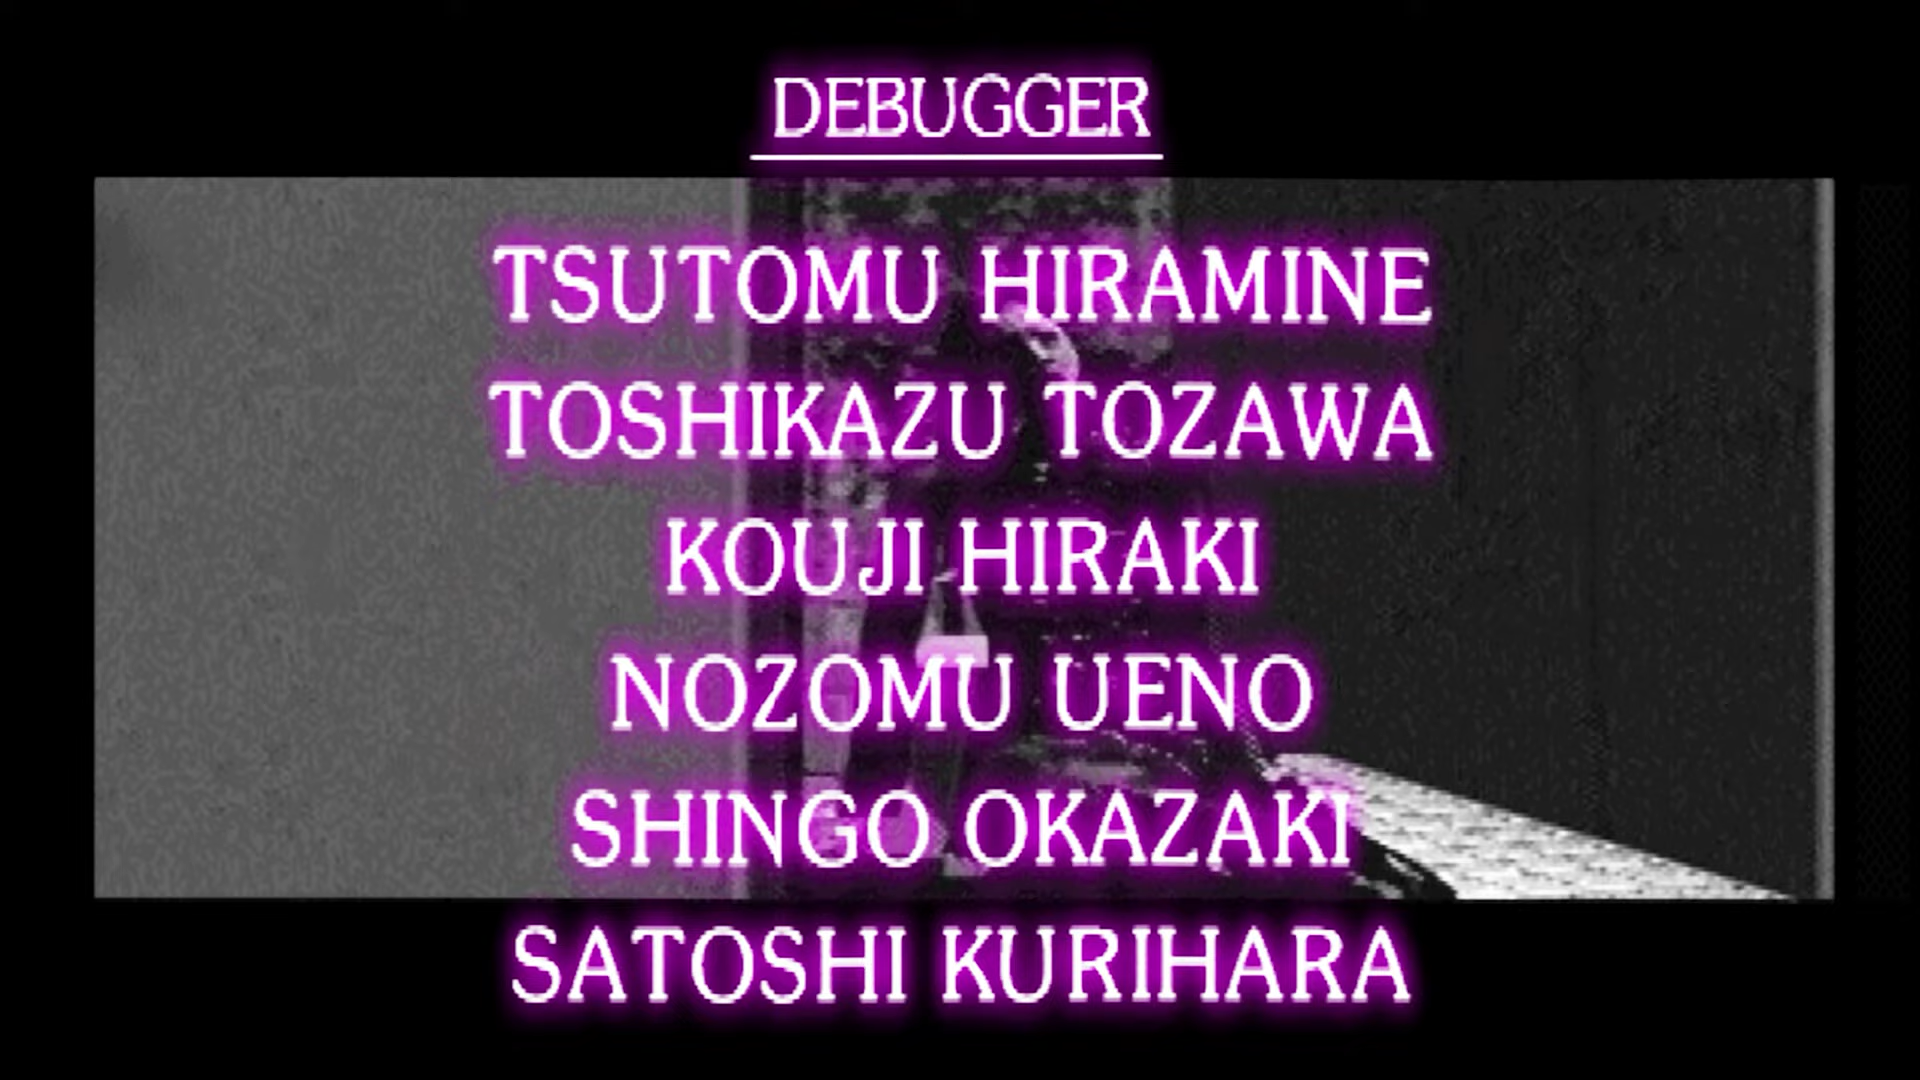 DEBUGGER
TSUTOMU HIRAMINE
TOSHIKAZU TOZAWA
KOUJI HIRAKI
NOZOMU UENO
SHINGO OKAZAKI
SATOSHI KURIHARA